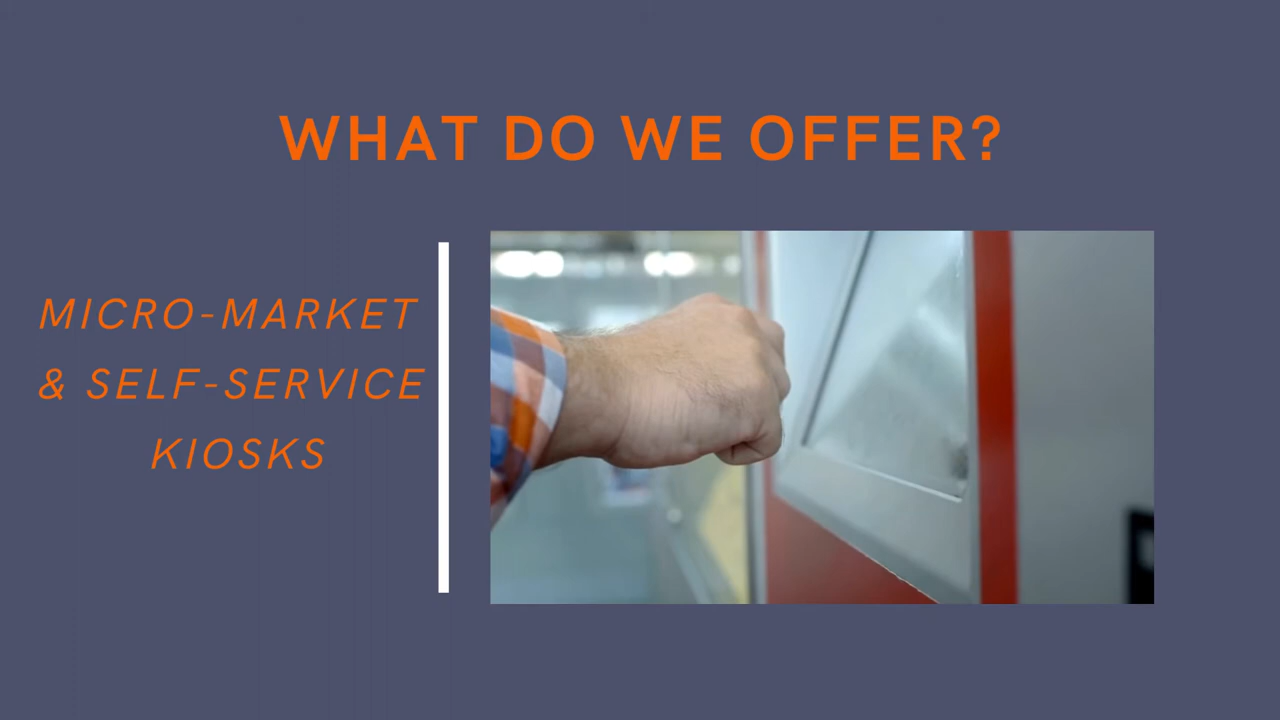 WHAT DO WE OFFER?
MICRO-MARKET
& SELF-SERVICE
KIOSKS